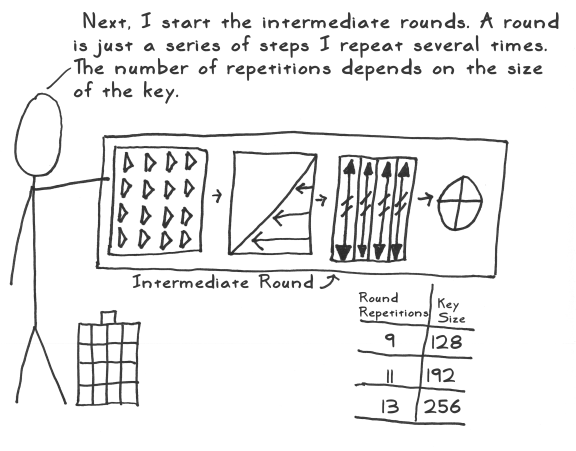 Next, I start the intermediate rounds. A round
is just a series of steps I repeat several times.
The number of repetitions depends on the size
of the key.
Intermediate Round
Round Key
Repetitions Size
9 128
11 192
13 256